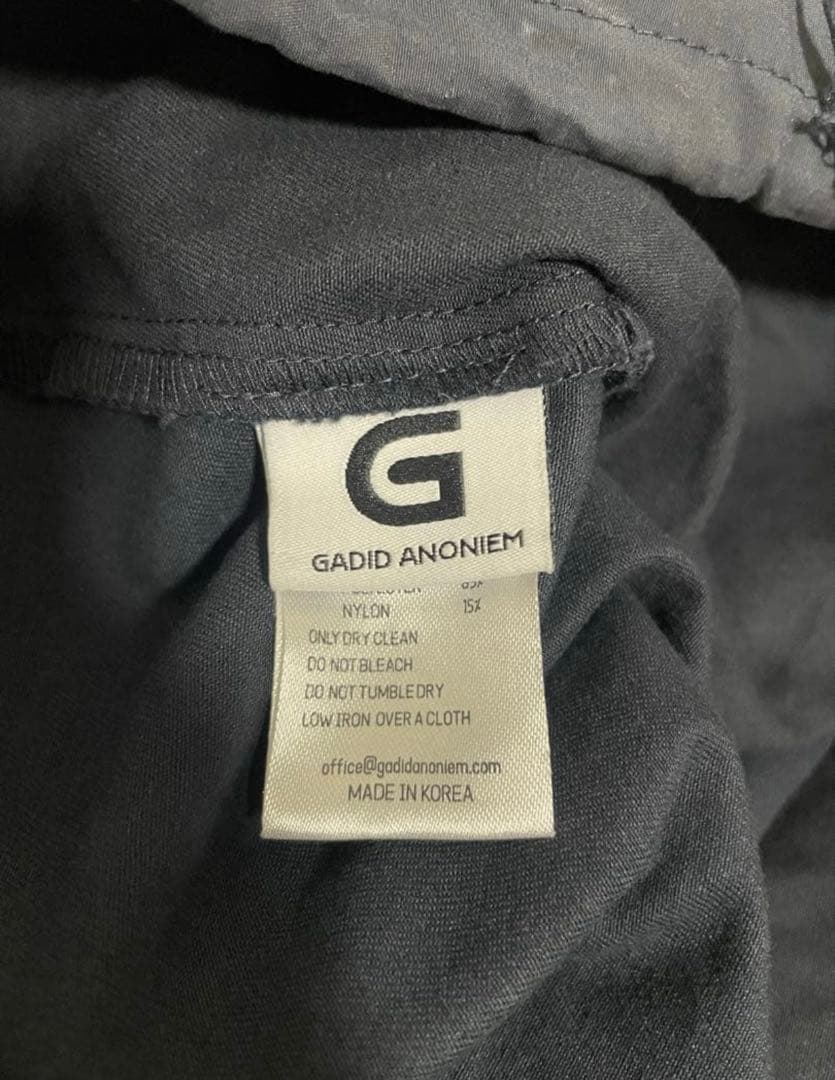 G
GADID ANONIEM
NYLON 15%
ONLY DRY CLEAN
DO NOT BLEACH
DO NOT TUMBLE DRY
LOW IRON OVER A CLOTH
office@gadidanoniem.com
MADE IN KOREA